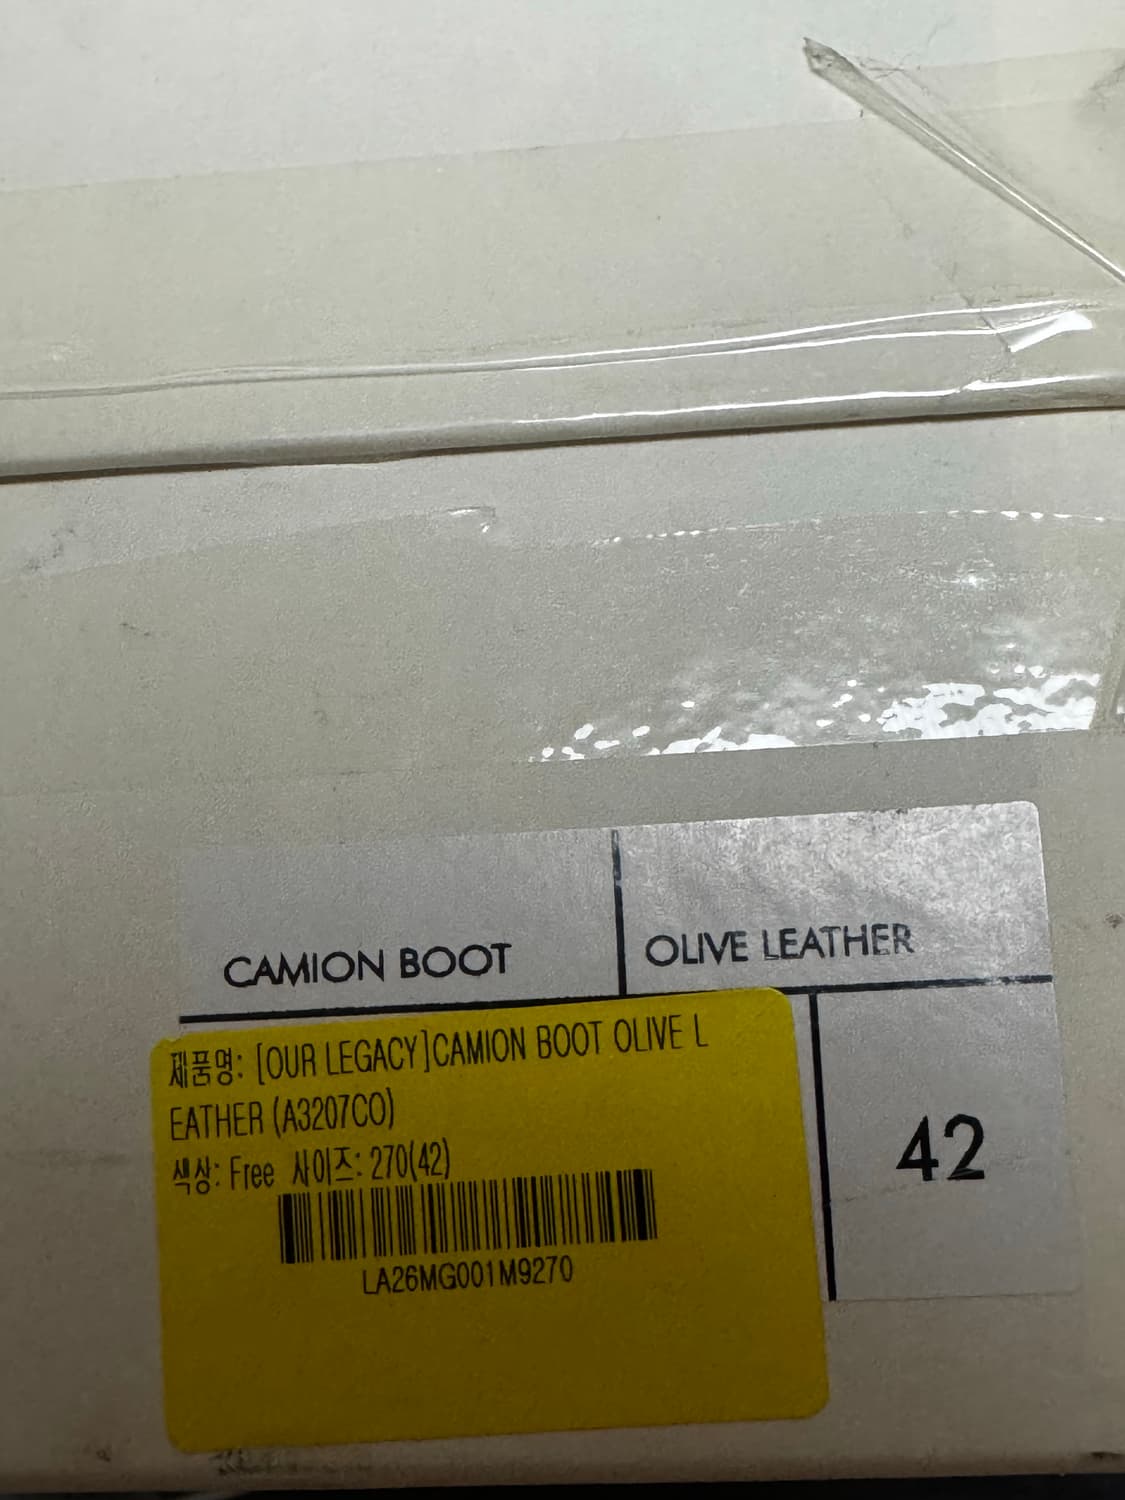 CAMION BOOT
OLIVE LEATHER
42
제품명: [OUR LEGACY]CAMION BOOT OLIVE L
EATHER (A3207CO)
색상: Free 사이즈: 270(42)
LA26MG001M9270